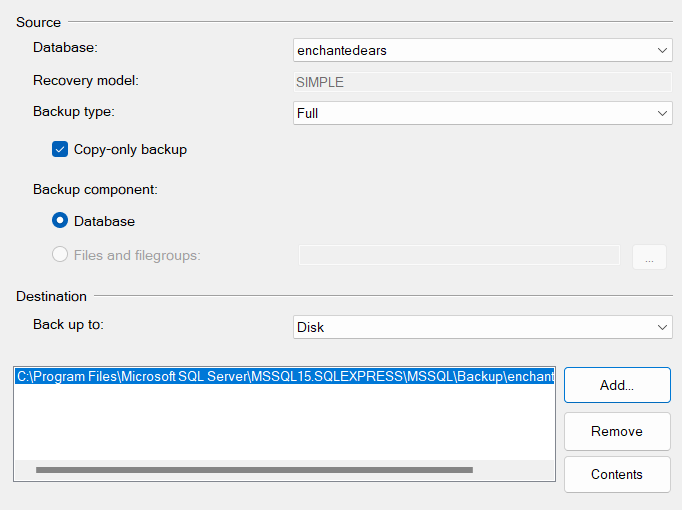 Source
Database:
enchantedears
Recovery model:
SIMPLE
Backup type:
Full
Copy-only backup
Backup component:
Database
Files and filegroups:
...
Destination
Back up to:
Disk
C:\Program Files\Microsoft SQL Server\MSSQL15.SQLEXPRESS\MSSQL\Backup\enchant
Add...
Remove
Contents